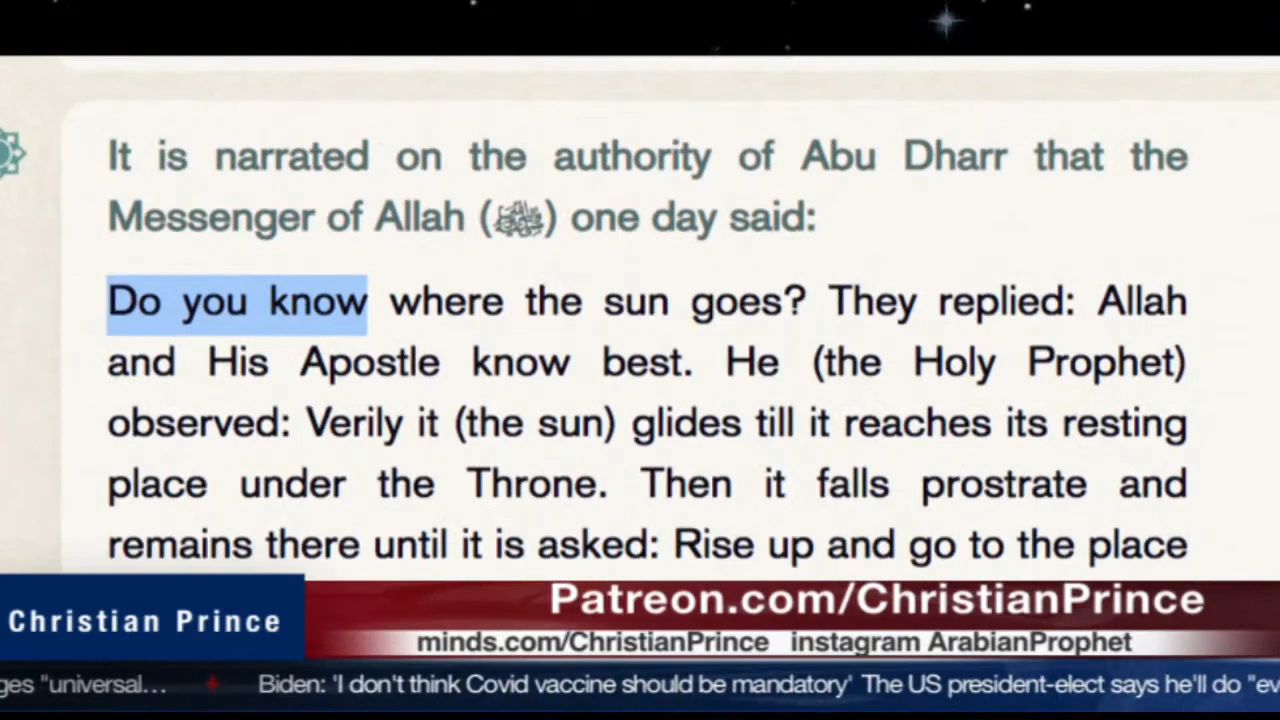 It is narrated on the authority of Abu Dharr that the
Messenger of Allah (ﷺ) one day said:
Do you know where the sun goes? They replied: Allah
and His Apostle know best. He (the Holy Prophet)
observed: Verily it (the sun) glides till it reaches its resting
place under the Throne. Then it falls prostrate and
remains there until it is asked: Rise up and go to the place
Patreon.com/ChristianPrince
Christian Prince
minds.com/ChristianPrince instagram ArabianProphet
ges "universal... Biden: 'I don't think Covid vaccine should be mandatory' The US president-elect says he'll do "ev